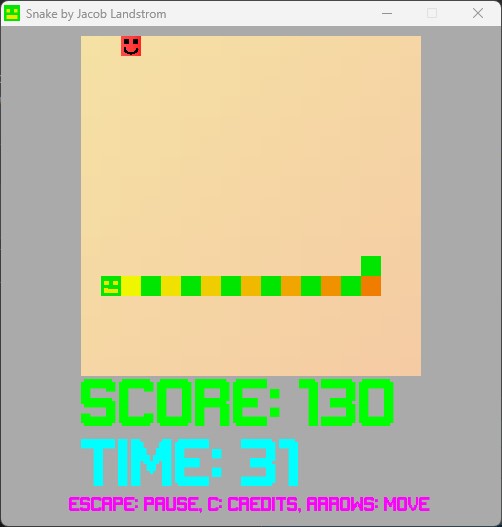 Snake by Jacob Landstrom
SCORE: 130
TIME: 31
ESCAPE: PAUSE, C: CREDITS, ARROWS: MOVE